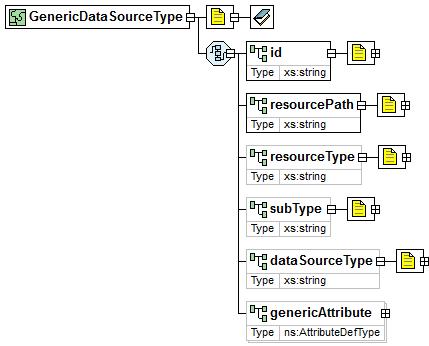 GenericDataSourceType
id
Type xs:string
resourcePath
Type xs:string
resourceType
Type xs:string
subType
Type xs:string
dataSourceType
Type xs:string
genericAttribute
Type ns:AttributeDefType